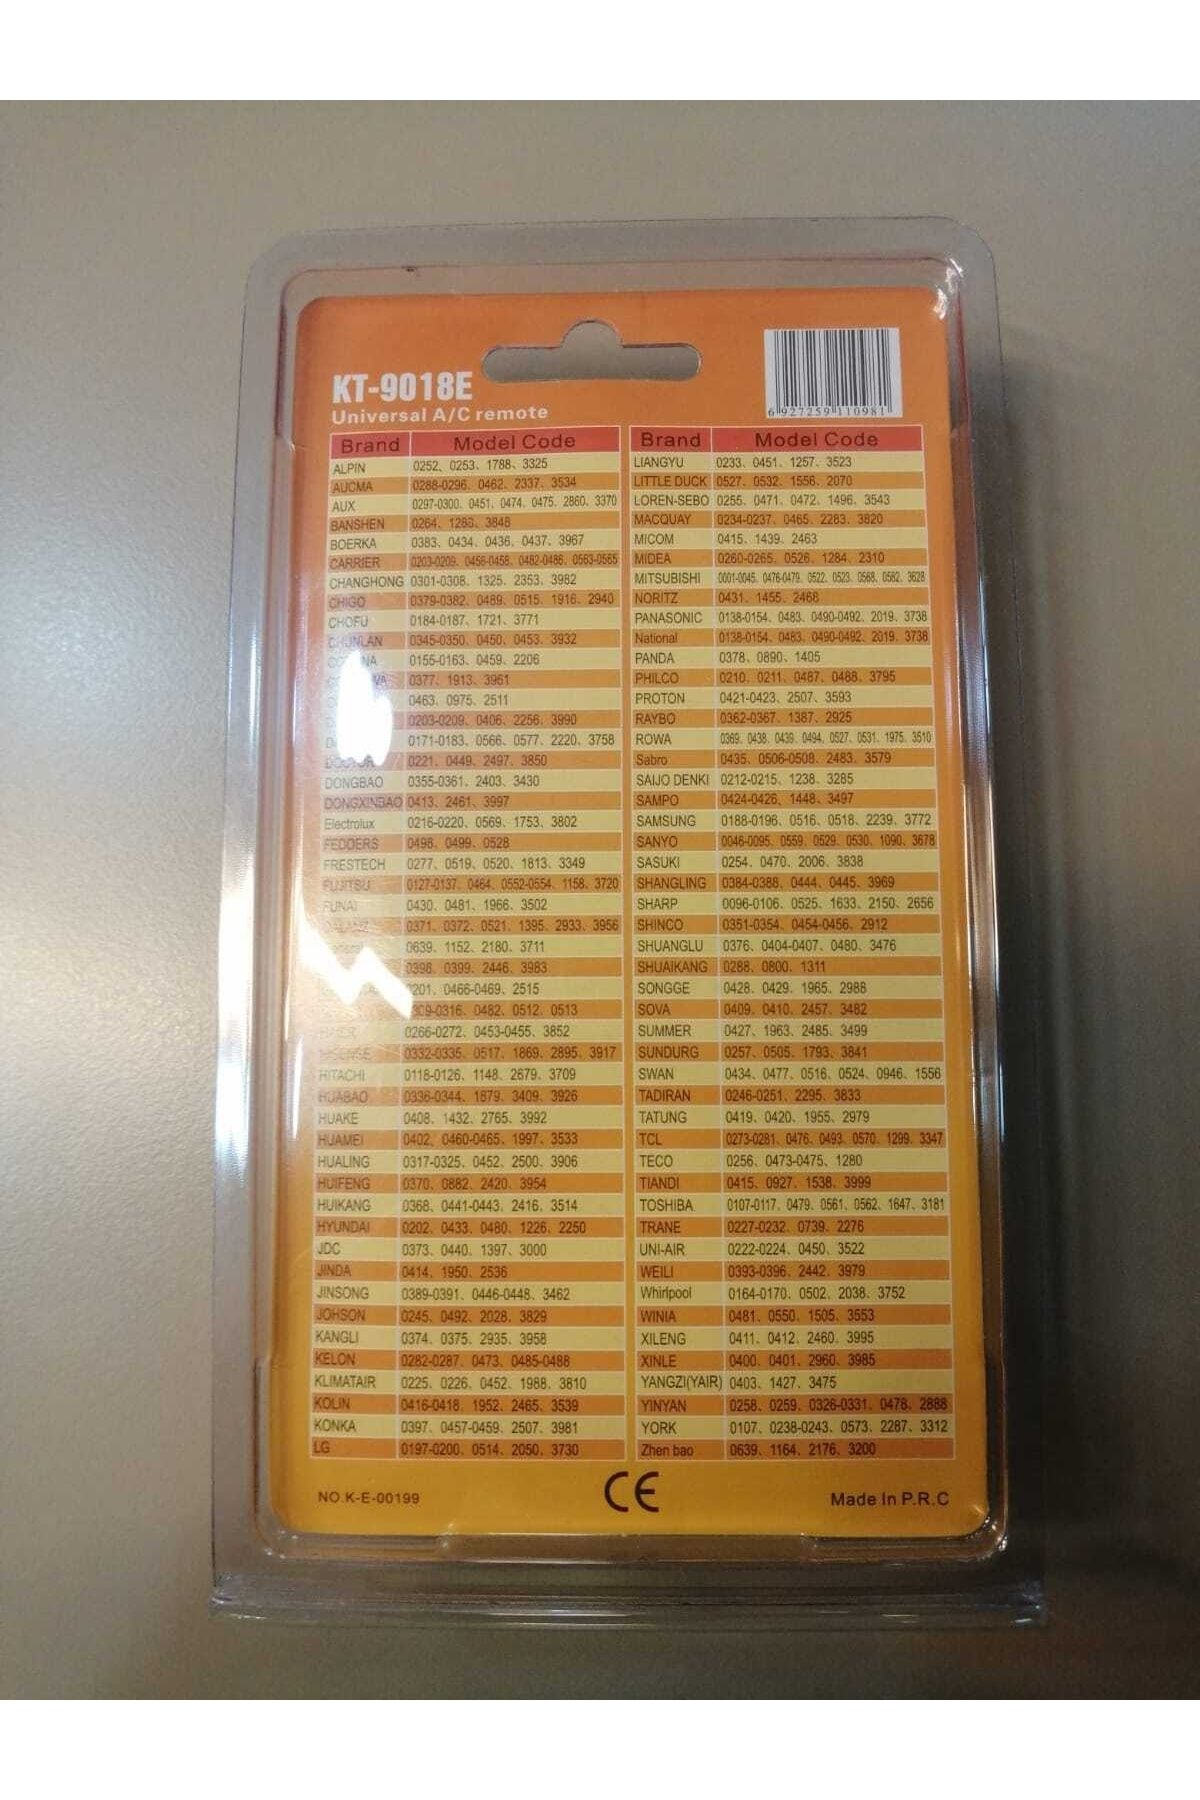 KT-9018E
Universal A/C remote
6 927259 110981
Brand Model Code
ALPIN 0252、0253、1788、3325
AUCMA 0288-0296、0462、2337、3534
AUX 0297-0300、0451、0474、0475、2860、3370
BANSHEN 0264、1288、3848
BOERKA 0383、0434、0436、0437、3967
CARRIER 0203-0209、0456-0458、0482-0486、0563-0565
CHANGHONG 0301-0308、1325、2353、3982
CHIGO 0379-0382、0489、0515、1916、2940
CHOFU 0184-0187、1721、3771
CHUNLAN 0345-0350、0450、0453、3932
0155-0163、0459、2206
0377、1913、3961
0463、0975、2511
0203-0209、0406、2256、3990
0171-0183、0566、0577、2220、3758
DOCTOR 0221、0449、2497、3850
DONGBAO 0355-0361、2403、3430
DONGXINBAO 0413、2461、3997
Electrolux 0216-0220、0569、1753、3802
FEDDERS 0498、0499、0528
FRESTECH 0277、0519、0520、1813、3349
FUJITSU 0127-0137、0464、0552-0554、1158、3720
FUNAI 0430、0481、1966、3502
GALANZ 0371、0372、0521、1395、2933、3956
General 0639、1152、2180、3711
0398、0399、2446、3983
0201、0466-0469、2515
0309-0316、0482、0512、0513
HAIER 0266-0272、0453-0455、3852
HISENSE 0332-0335、0517、1869、2895、3917
HITACHI 0118-0126、1148、2679、3709
HUABAO 0336-0344、1879、3409、3926
HUAKE 0408、1432、2765、3992
HUAMEI 0402、0460-0465、1997、3533
HUALING 0317-0325、0452、2500、3906
HUIFENG 0370、0882、2420、3954
HUIKANG 0368、0441-0443、2416、3514
HYUNDAI 0202、0433、0480、1226、2250
JDC 0373、0440、1397、3000
JINDA 0414、1950、2536
JINSONG 0389-0391、0446-0448、3462
JOHSON 0245、0492、2028、3829
KANGLI 0374、0375、2935、3958
KELON 0282-0287、0473、0485-0488
KLIMATAIR 0225、0226、0452、1988、3810
KOLIN 0416-0418、1952、2465、3539
KONKA 0397、0457-0459、2507、3981
LG 0197-0200、0514、2050、3730
Brand Model Code
LIANGYU 0233、0451、1257、3523
LITTLE DUCK 0527、0532、1556、2070
LOREN-SEBO 0255、0471、0472、1496、3543
MACQUAY 0234-0237、0465、2283、3820
MICOM 0415、1439、2463
MIDEA 0260-0265、0526、1284、2310
MITSUBISHI 0001-0045、0476-0479、0522、0523、0568、0582、3628
NORITZ 0431、1455、2468
PANASONIC 0138-0154、0483、0490-0492、2019、3738
National 0138-0154、0483、0490-0492、2019、3738
PANDA 0378、0890、1405
PHILCO 0210、0211、0487、0488、3795
PROTON 0421-0423、2507、3593
RAYBO 0362-0367、1387、2925
ROWA 0369、0438、0439、0494、0527、0531、1975、3510
Sabro 0435、0506-0508、2483、3579
SAIJO DENKI 0212-0215、1238、3285
SAMPO 0424-0426、1448、3497
SAMSUNG 0188-0196、0516、0518、2239、3772
SANYO 0046-0095、0559、0529、0530、1090、3678
SASUKI 0254、0470、2006、3838
SHANGLING 0384-0388、0444、0445、3969
SHARP 0096-0106、0525、1633、2150、2656
SHINCO 0351-0354、0454-0456、2912
SHUANGLU 0376、0404-0407、0480、3476
SHUAIKANG 0288、0800、1311
SONGGE 0428、0429、1965、2988
SOVA 0409、0410、2457、3482
SUMMER 0427、1963、2485、3499
SUNDURG 0257、0505、1793、3841
SWAN 0434、0477、0516、0524、0946、1556
TADIRAN 0246-0251、2295、3833
TATUNG 0419、0420、1955、2979
TCL 0273-0281、0476、0493、0570、1299、3347
TECO 0256、0473-0475、1280
TIANDI 0415、0927、1538、3999
TOSHIBA 0107-0117、0479、0561、0562、1647、3181
TRANE 0227-0232、0739、2276
UNI-AIR 0222-0224、0450、3522
WEILI 0393-0396、2442、3979
Whirlpool 0164-0170、0502、2038、3752
WINIA 0481、0550、1505、3553
XILENG 0411、0412、2460、3995
XINLE 0400、0401、2960、3985
YANGZI(YAIR) 0403、1427、3475
YINYAN 0258、0259、0326-0331、0478、2888
YORK 0107、0238-0243、0573、2287、3312
Zhen bao 0639、1164、2176、3200
NO.K-E-00199
CE
Made In P.R.C